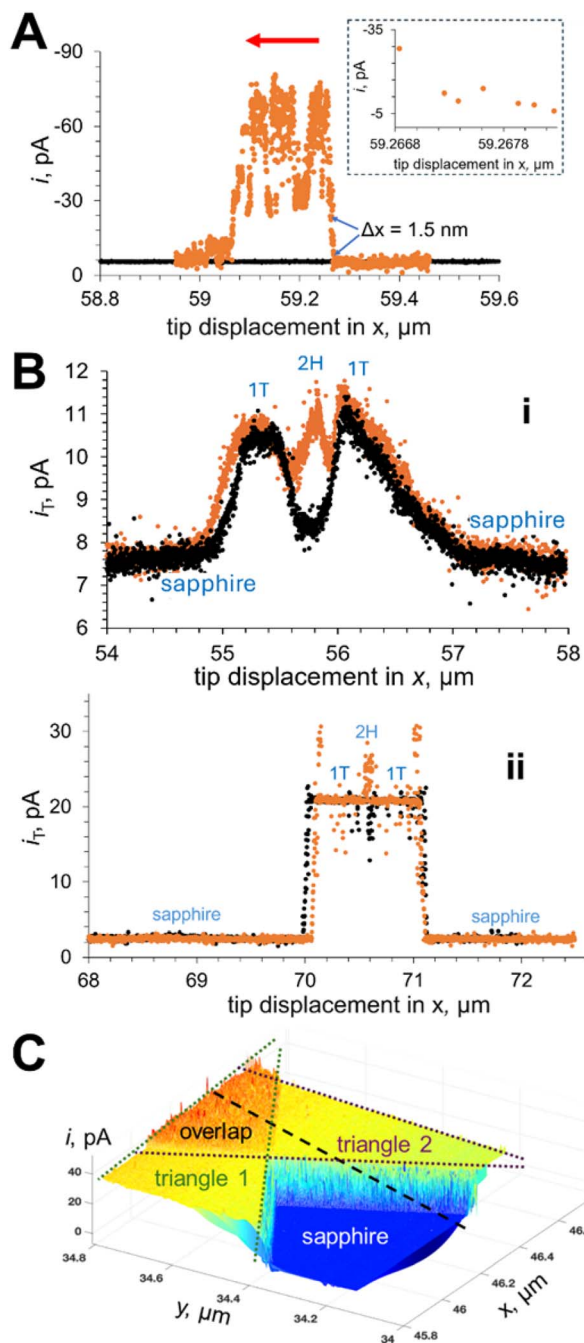 A
-90
-60
-30
0
i, pA
58.8 59 59.2 59.4 59.6
tip displacement in x, µm
Δx = 1.5 nm
-35
i, pA
-5
59.2668 59.2678
tip displacement in x, µm
B
i
12
11
10
9
8
7
6
i_T, pA
1T 2H 1T
sapphire sapphire
54 55 56 57 58
tip displacement in x, µm
ii
30
20
10
0
i_T, pA
2H
1T 1T
sapphire sapphire
68 69 70 71 72
tip displacement in x, µm
C
i, pA
40
20
0
overlap
triangle 1
triangle 2
sapphire
34.8 34.6 34.4 34.2 34
y, µm
45.8 46 46.2 46.4
x, µm